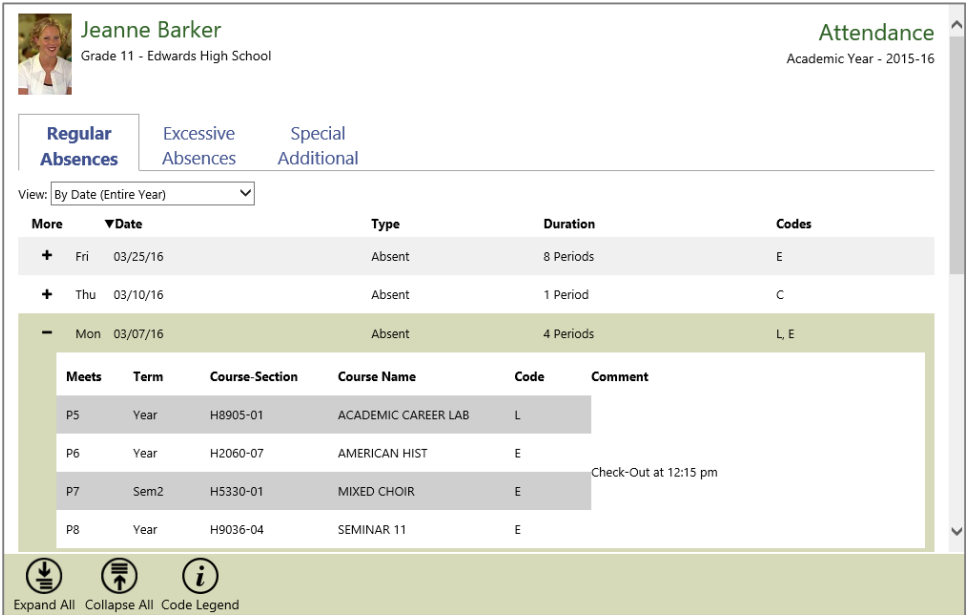 Jeanne Barker
Grade 11 - Edwards High School
Attendance
Academic Year - 2015-16
Regular Absences
Excessive Absences
Special Additional
View: By Date (Entire Year)
More ▼Date Type Duration Codes
+ Fri 03/25/16 Absent 8 Periods E
+ Thu 03/10/16 Absent 1 Period C
− Mon 03/07/16 Absent 4 Periods L, E
Meets Term Course-Section Course Name Code Comment
P5 Year H8905-01 ACADEMIC CAREER LAB L
P6 Year H2060-07 AMERICAN HIST E
Check-Out at 12:15 pm
P7 Sem2 H5330-01 MIXED CHOIR E
P8 Year H9036-04 SEMINAR 11 E
Expand All Collapse All Code Legend